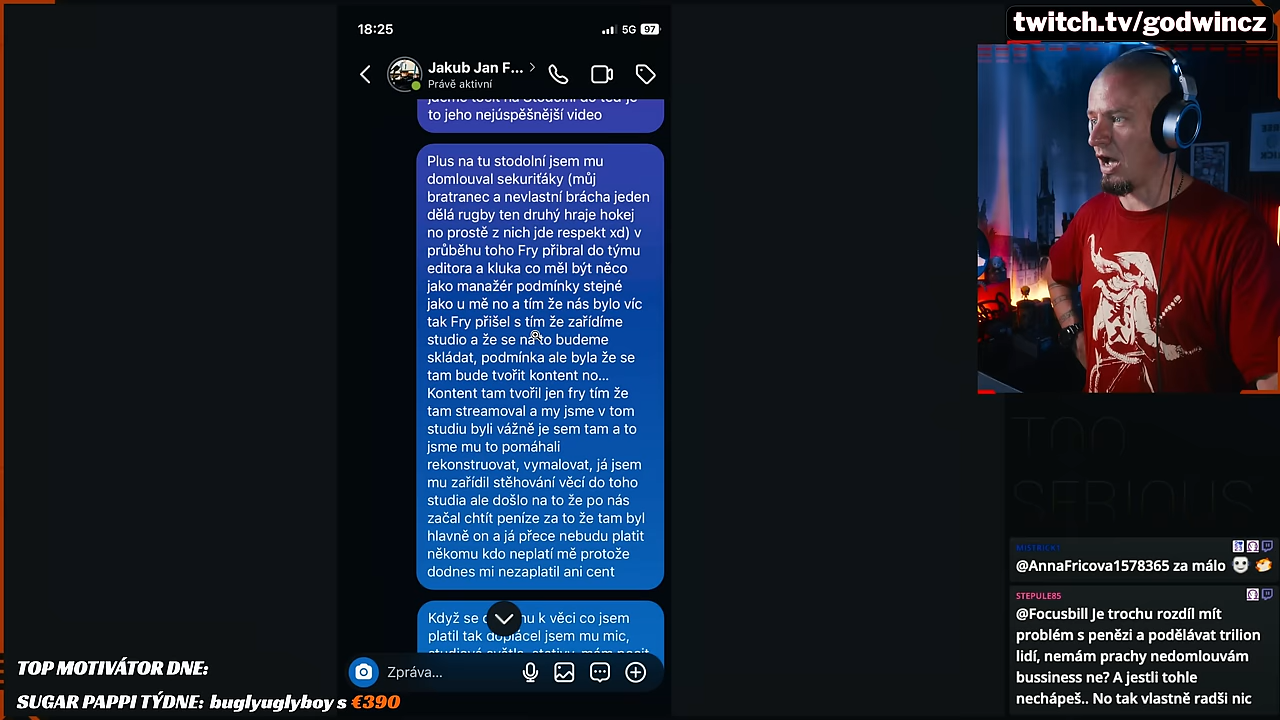 twitch.tv/godwincz
18:25
5G 97
Jakub Jan F...
Právě aktivní
to jeho nejúspěšnější video
Plus na tu stodolní jsem mu
domlouval sekuriťáky (můj
bratranec a nevlastní brácha jeden
dělá rugby ten druhý hraje hokej
no prostě z nich jde respekt xd) v
průběhu toho Fry přibral do týmu
editora a kluka co měl být něco
jako manažér podmínky stejné
jako u mě no a tím že nás bylo víc
tak Fry přišel s tím že zařídíme
studio a že se na to budeme
skládat, podmínka ale byla že se
tam bude tvořit kontent no...
Kontent tam tvořil jen fry tím že
tam streamoval a my jsme v tom
studiu byli vážně je sem tam a to
jsme mu to pomáhali
rekonstruovat, vymalovat, já jsem
mu zařídil stěhování věcí do toho
studia ale došlo na to že po nás
začal chtít peníze za to že tam byl
hlavně on a já přece nebudu platit
někomu kdo neplatí mě protože
dodnes mi nezaplatil ani cent
Když se nu k věci co jsem
platil tak doplácel jsem mu mic,
Zpráva...
TOO
SERIOUS
MISTRICKT
@AnnaFricova1578365 za málo
STEPULE85
@Focusbill Je trochu rozdíl mít
problém s penězi a podělávat trilion
lidí, nemám prachy nedomlouvám
bussiness ne? A jestli tohle
nechápeš.. No tak vlastně radši nic
TOP MOTIVÁTOR DNE:
SUGAR PAPPI TÝDNE: buglyuglyboy s €390